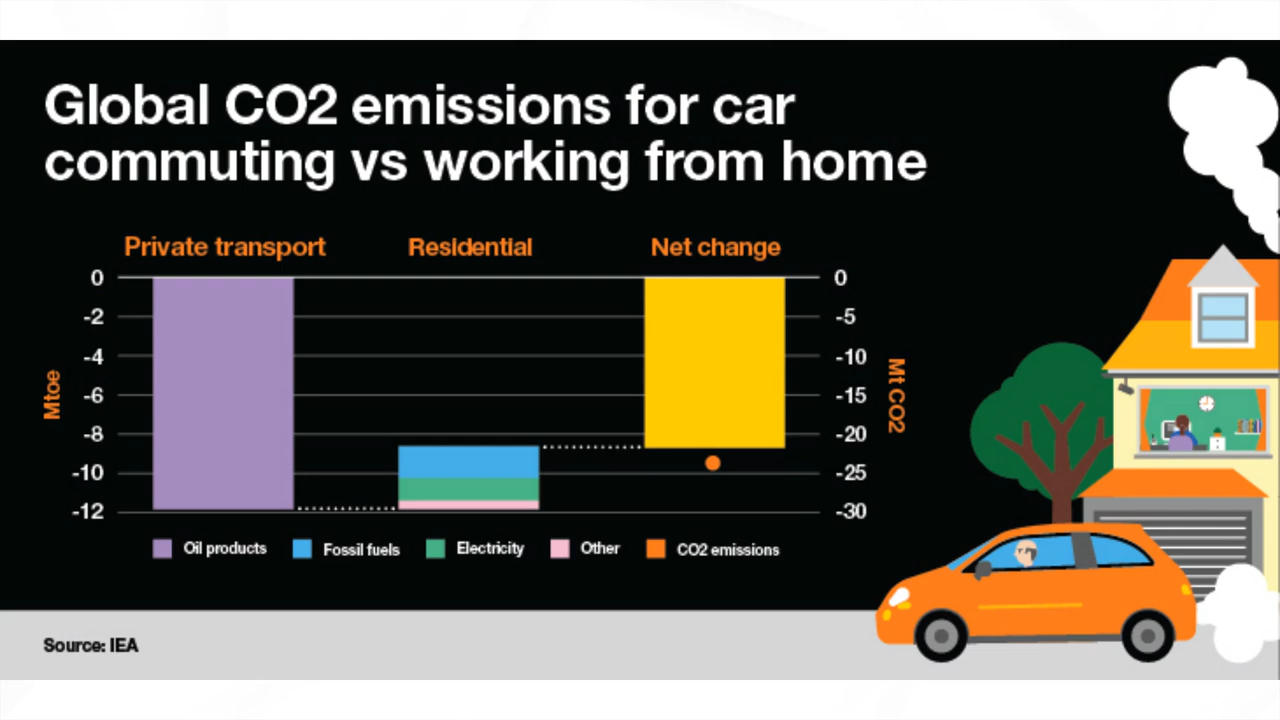 Global CO2 emissions for car
commuting vs working from home
Private transport Residential Net change
0 0
-2 -5
-4 -10
-6 -15
-8 -20
-10 -25
-12 -30
Mtoe
Mt CO2
Oil products Fossil fuels Electricity Other CO2 emissions
Source: IEA